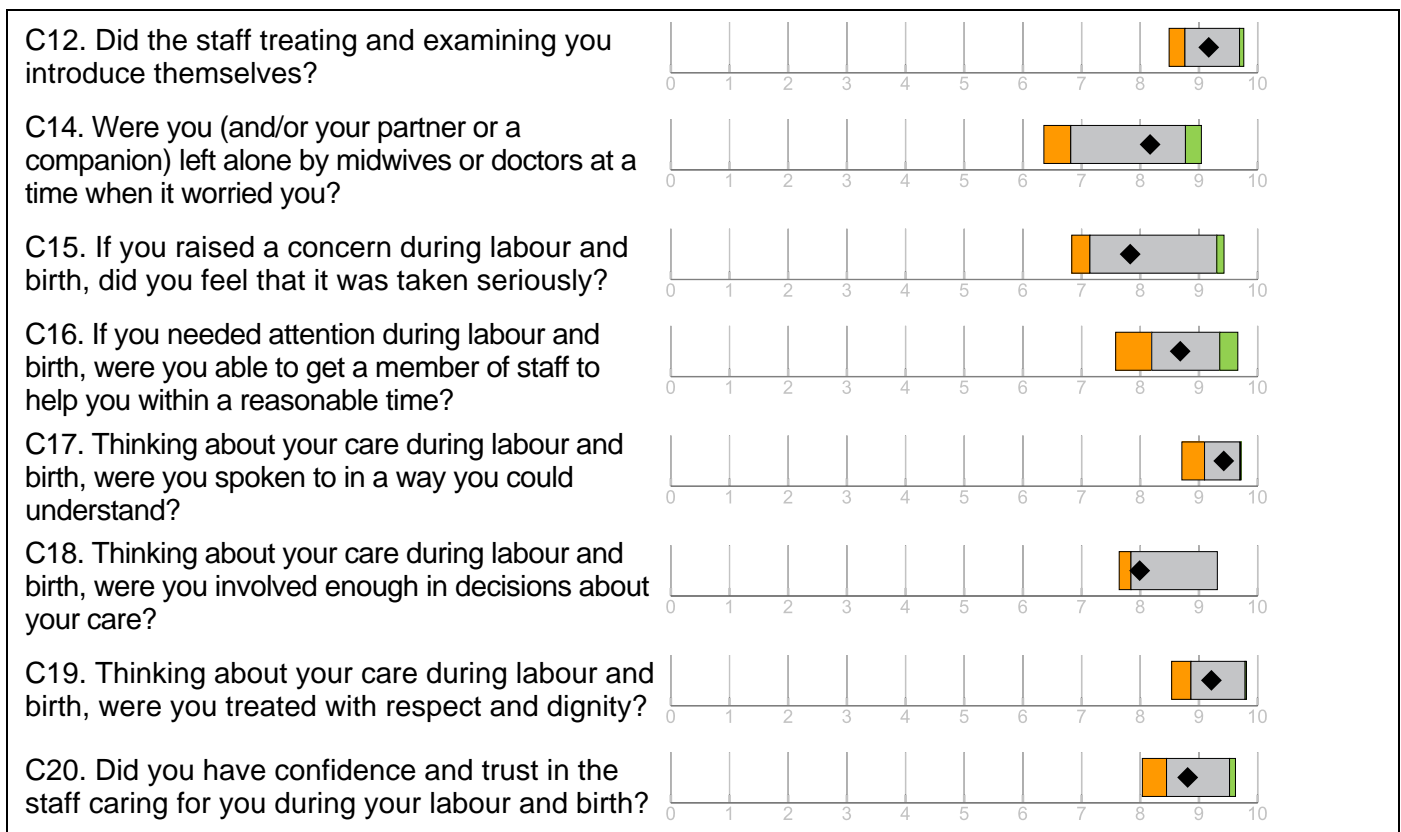 C12. Did the staff treating and examining you
introduce themselves?
0 1 2 3 4 5 6 7 8 9 10
C14. Were you (and/or your partner or a
companion) left alone by midwives or doctors at a
time when it worried you?
0 1 2 3 4 5 6 7 8 9 10
C15. If you raised a concern during labour and
birth, did you feel that it was taken seriously?
0 1 2 3 4 5 6 7 8 9 10
C16. If you needed attention during labour and
birth, were you able to get a member of staff to
help you within a reasonable time?
0 1 2 3 4 5 6 7 8 9 10
C17. Thinking about your care during labour and
birth, were you spoken to in a way you could
understand?
0 1 2 3 4 5 6 7 8 9 10
C18. Thinking about your care during labour and
birth, were you involved enough in decisions about
your care?
0 1 2 3 4 5 6 7 8 9 10
C19. Thinking about your care during labour and
birth, were you treated with respect and dignity?
0 1 2 3 4 5 6 7 8 9 10
C20. Did you have confidence and trust in the
staff caring for you during your labour and birth?
0 1 2 3 4 5 6 7 8 9 10